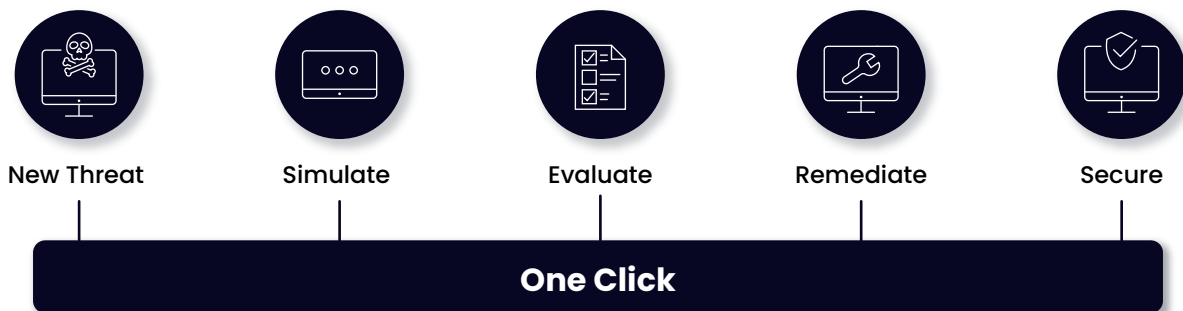 New Threat
Simulate
Evaluate
Remediate
Secure
One Click